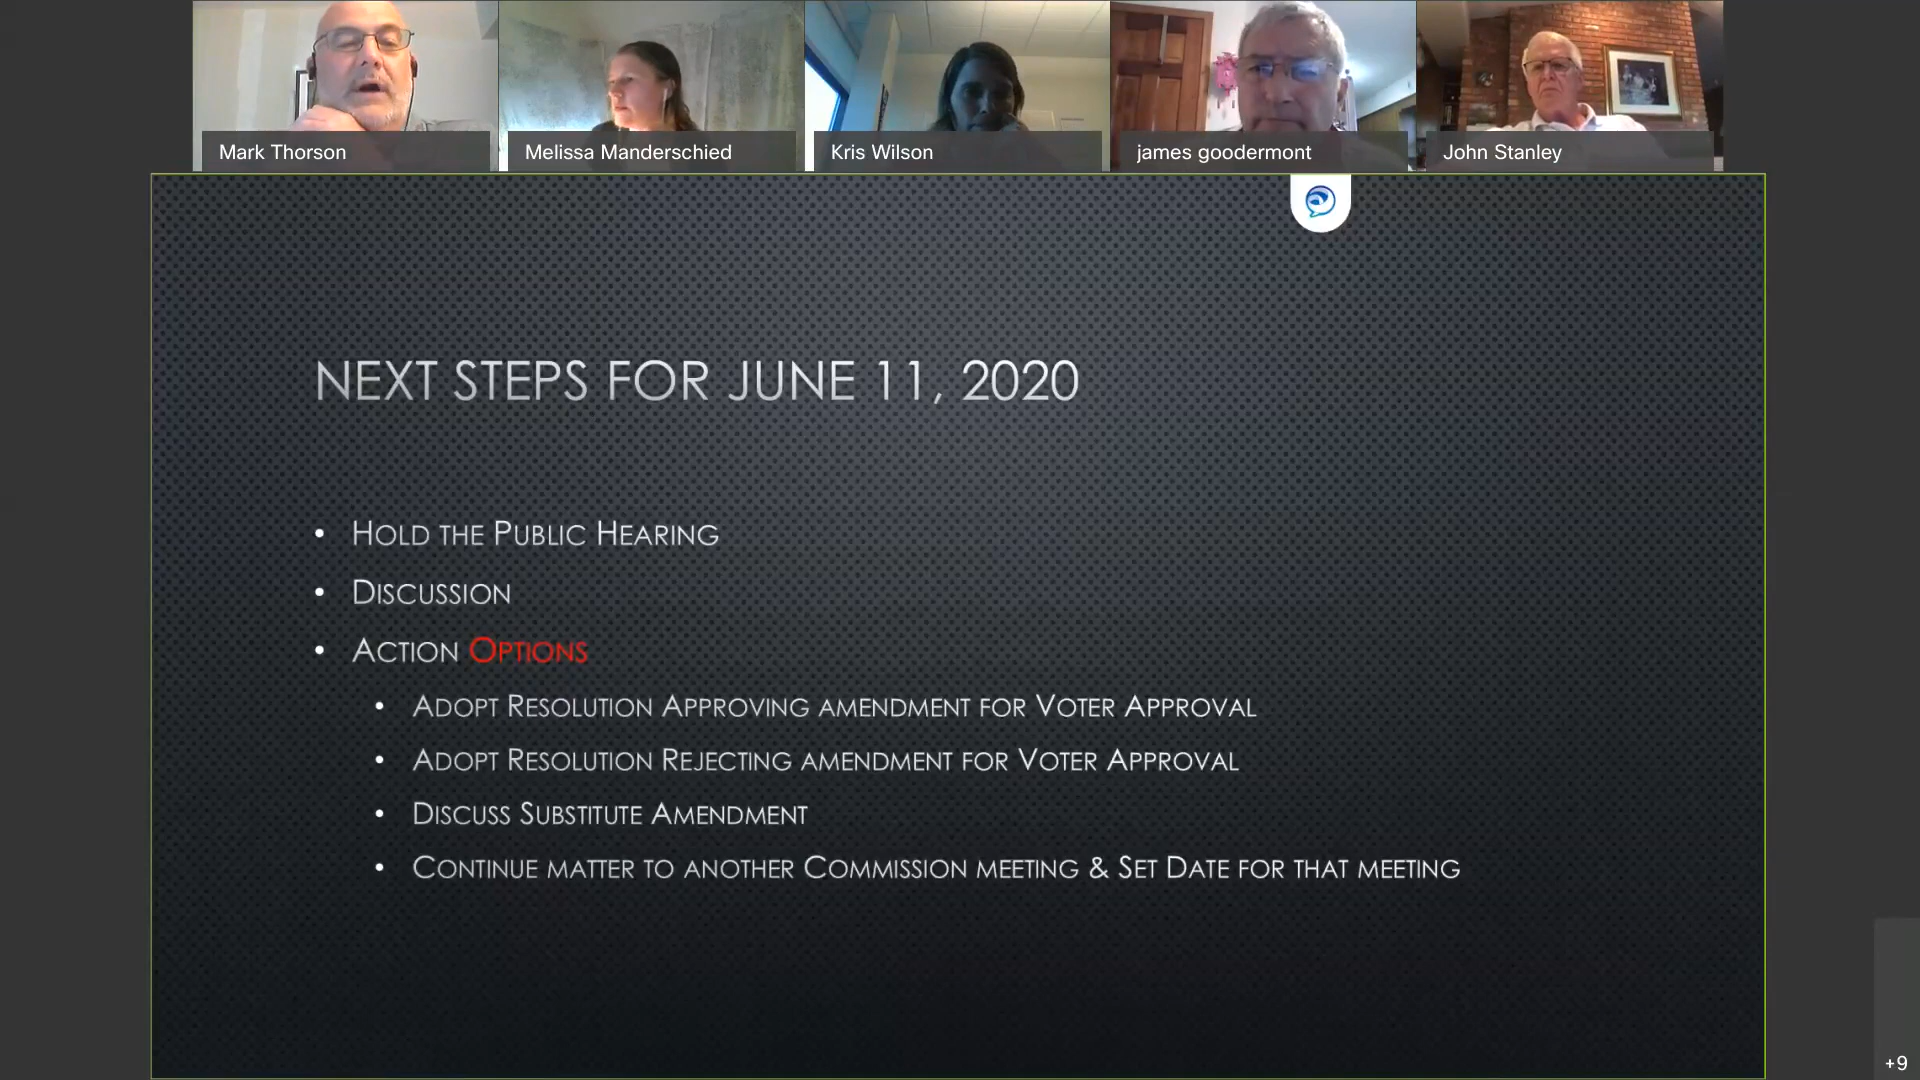 Mark Thorson
Melissa Manderschied
Kris Wilson
james goodermont
John Stanley
NEXT STEPS FOR JUNE 11, 2020
• HOLD THE PUBLIC HEARING
• DISCUSSION
• ACTION OPTIONS
• ADOPT RESOLUTION APPROVING AMENDMENT FOR VOTER APPROVAL
• ADOPT RESOLUTION REJECTING AMENDMENT FOR VOTER APPROVAL
• DISCUSS SUBSTITUTE AMENDMENT
• CONTINUE MATTER TO ANOTHER COMMISSION MEETING & SET DATE FOR THAT MEETING
+9